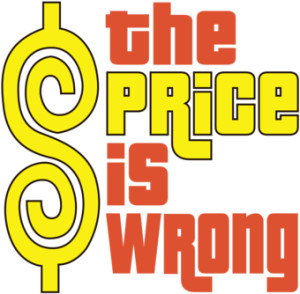 the
PRiCE
is
WRONG